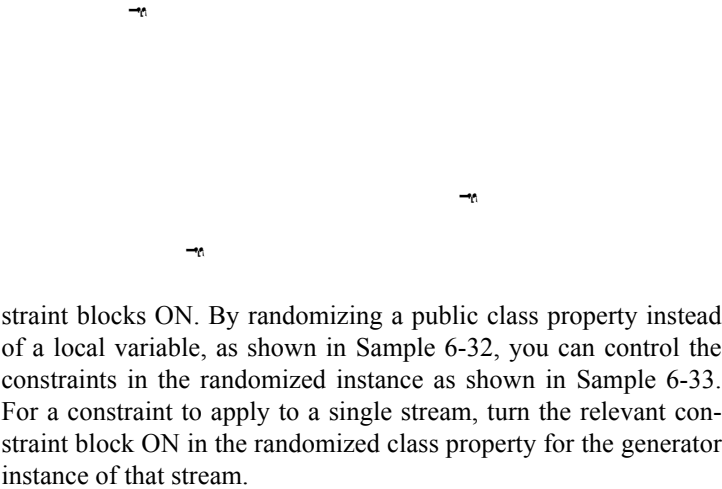 straint blocks ON. By randomizing a public class property instead
of a local variable, as shown in Sample 6-32, you can control the
constraints in the randomized instance as shown in Sample 6-33.
For a constraint to apply to a single stream, turn the relevant con-
straint block ON in the randomized class property for the generator
instance of that stream.